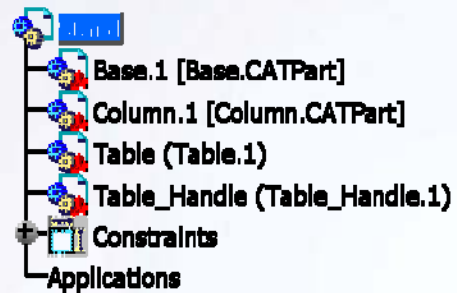 Base.1 [Base.CATPart]
Column.1 [Column.CATPart]
Table (Table.1)
Table_Handle (Table_Handle.1)
Constraints
Applications